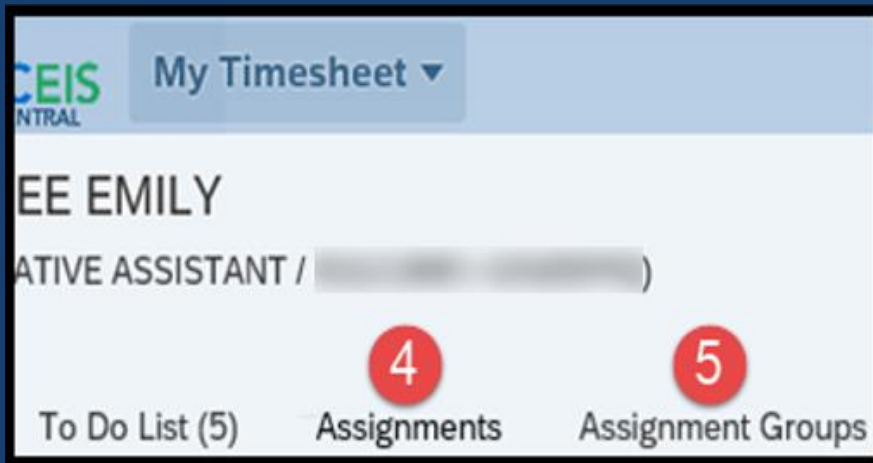 CEIS
NTRAL
My Timesheet ▼
EE EMILY
ATIVE ASSISTANT / )
4
5
To Do List (5)
Assignments
Assignment Groups